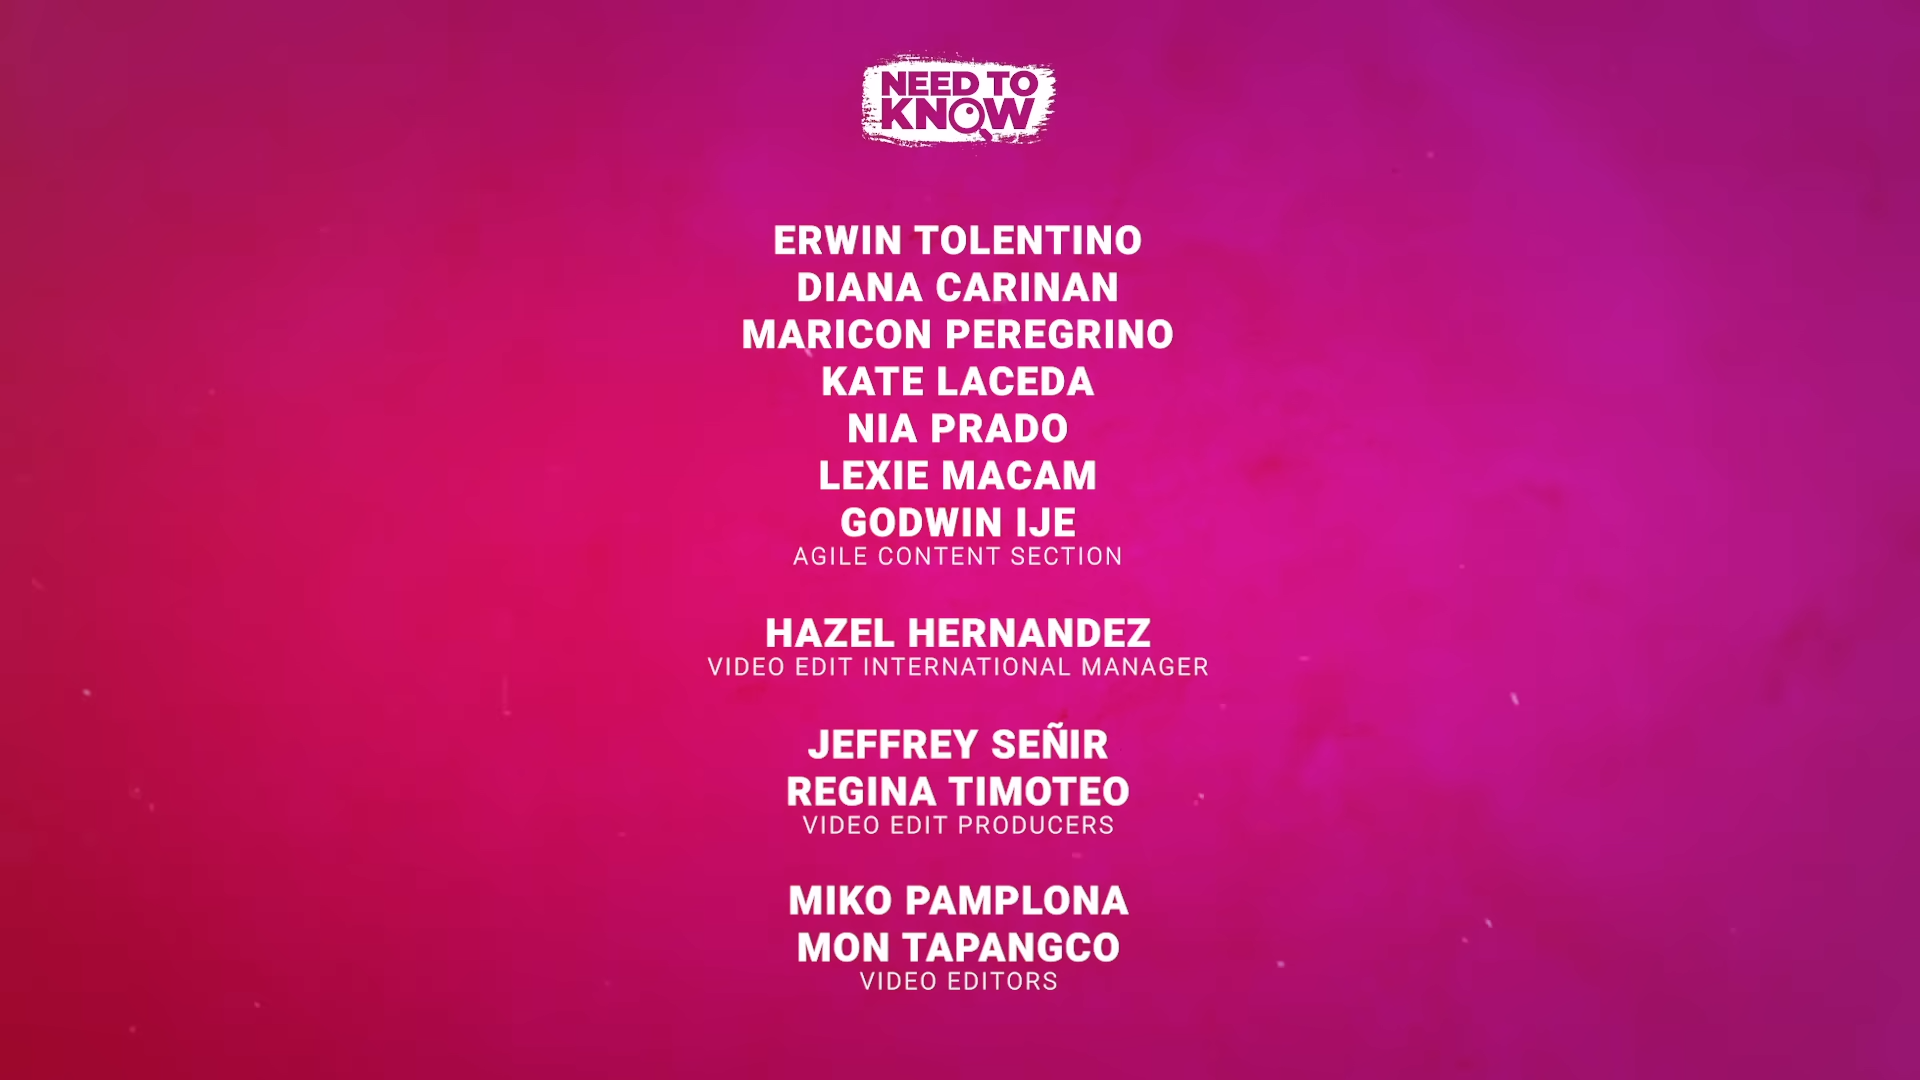 NEED TO
KNOW
ERWIN TOLENTINO
DIANA CARINAN
MARICON PEREGRINO
KATE LACEDA
NIA PRADO
LEXIE MACAM
GODWIN IJE
AGILE CONTENT SECTION
HAZEL HERNANDEZ
VIDEO EDIT INTERNATIONAL MANAGER
JEFFREY SEÑIR
REGINA TIMOTEO
VIDEO EDIT PRODUCERS
MIKO PAMPLONA
MON TAPANGCO
VIDEO EDITORS